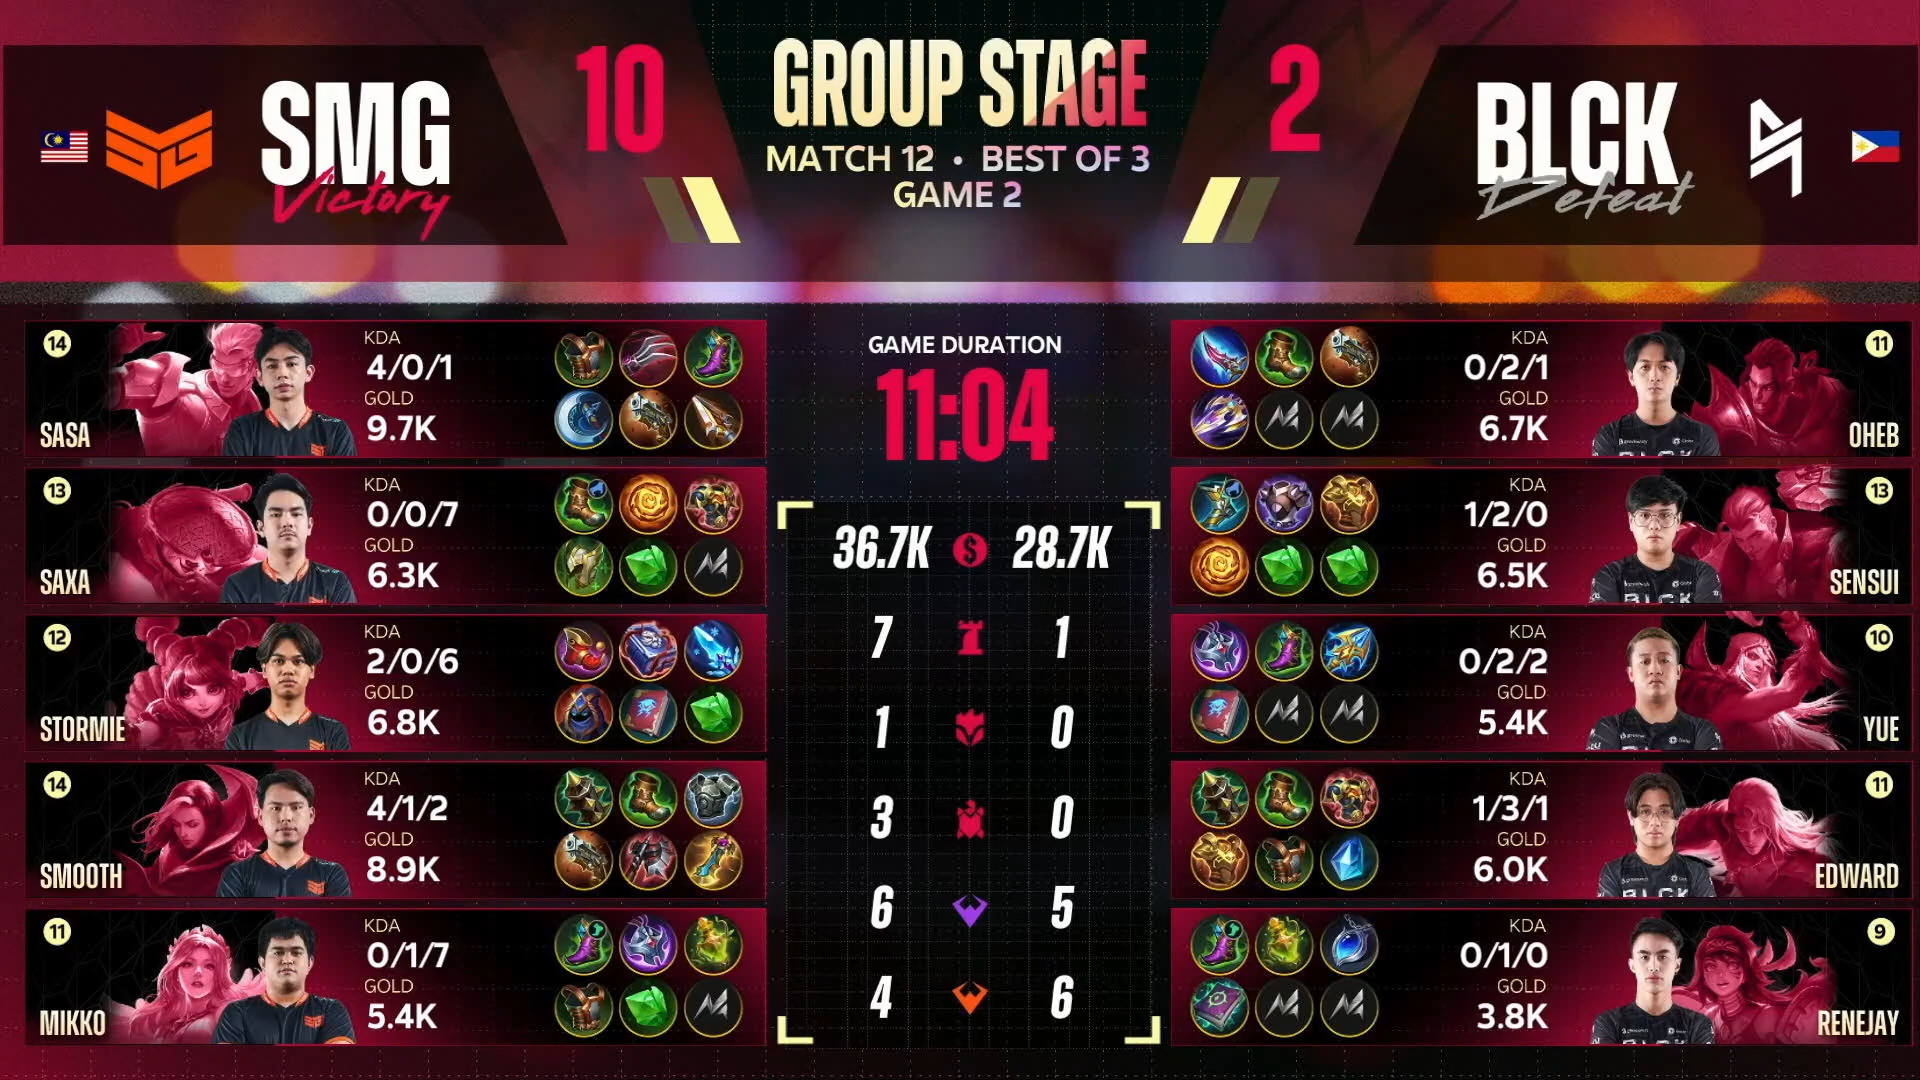 SMG
Victory
10
GROUP STAGE
MATCH 12 • BEST OF 3
GAME 2
2
BLCK
Defeat
14
SASA
KDA
4/0/1
GOLD
9.7K
13
SAXA
KDA
0/0/7
GOLD
6.3K
12
STORMIE
KDA
2/0/6
GOLD
6.8K
14
SMOOTH
KDA
4/1/2
GOLD
8.9K
11
MIKKO
KDA
0/1/7
GOLD
5.4K
GAME DURATION
11:04
36.7K $ 28.7K
7 1
1 0
3 0
6 5
4 6
KDA
0/2/1
GOLD
6.7K
11
OHEB
KDA
1/2/0
GOLD
6.5K
13
SENSUI
KDA
0/2/2
GOLD
5.4K
10
YUE
KDA
1/3/1
GOLD
6.0K
11
EDWARD
KDA
0/1/0
GOLD
3.8K
9
RENEJAY